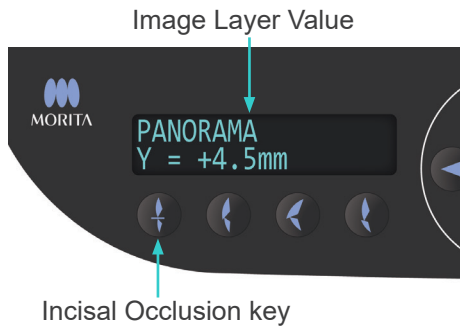 Image Layer Value
MORITA
PANORAMA
Y = +4.5mm
Incisal Occlusion key